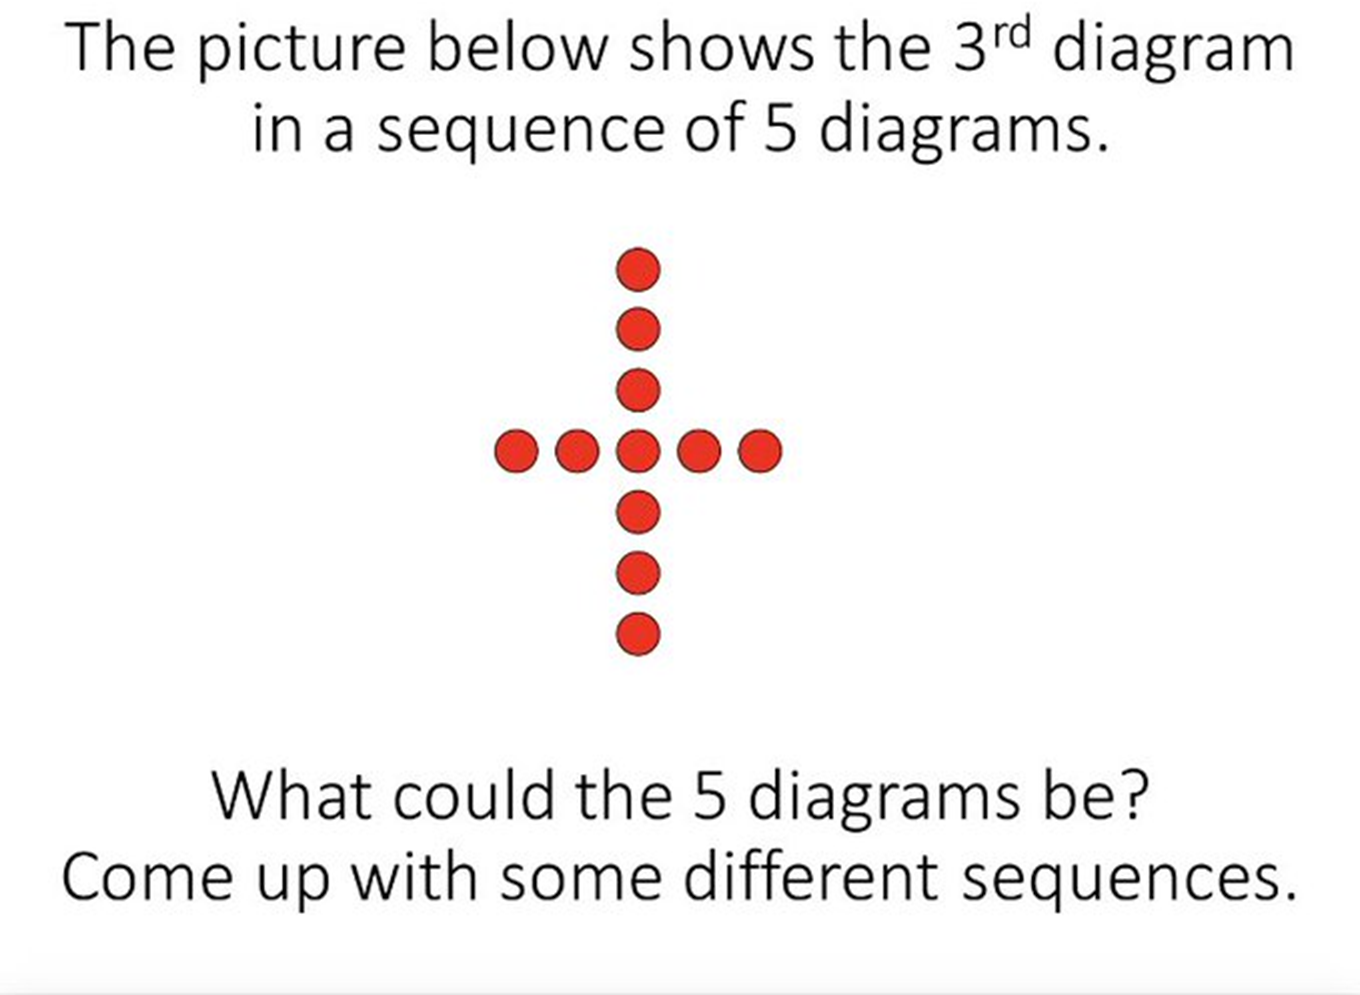 The picture below shows the 3rd diagram
in a sequence of 5 diagrams.
What could the 5 diagrams be?
Come up with some different sequences.